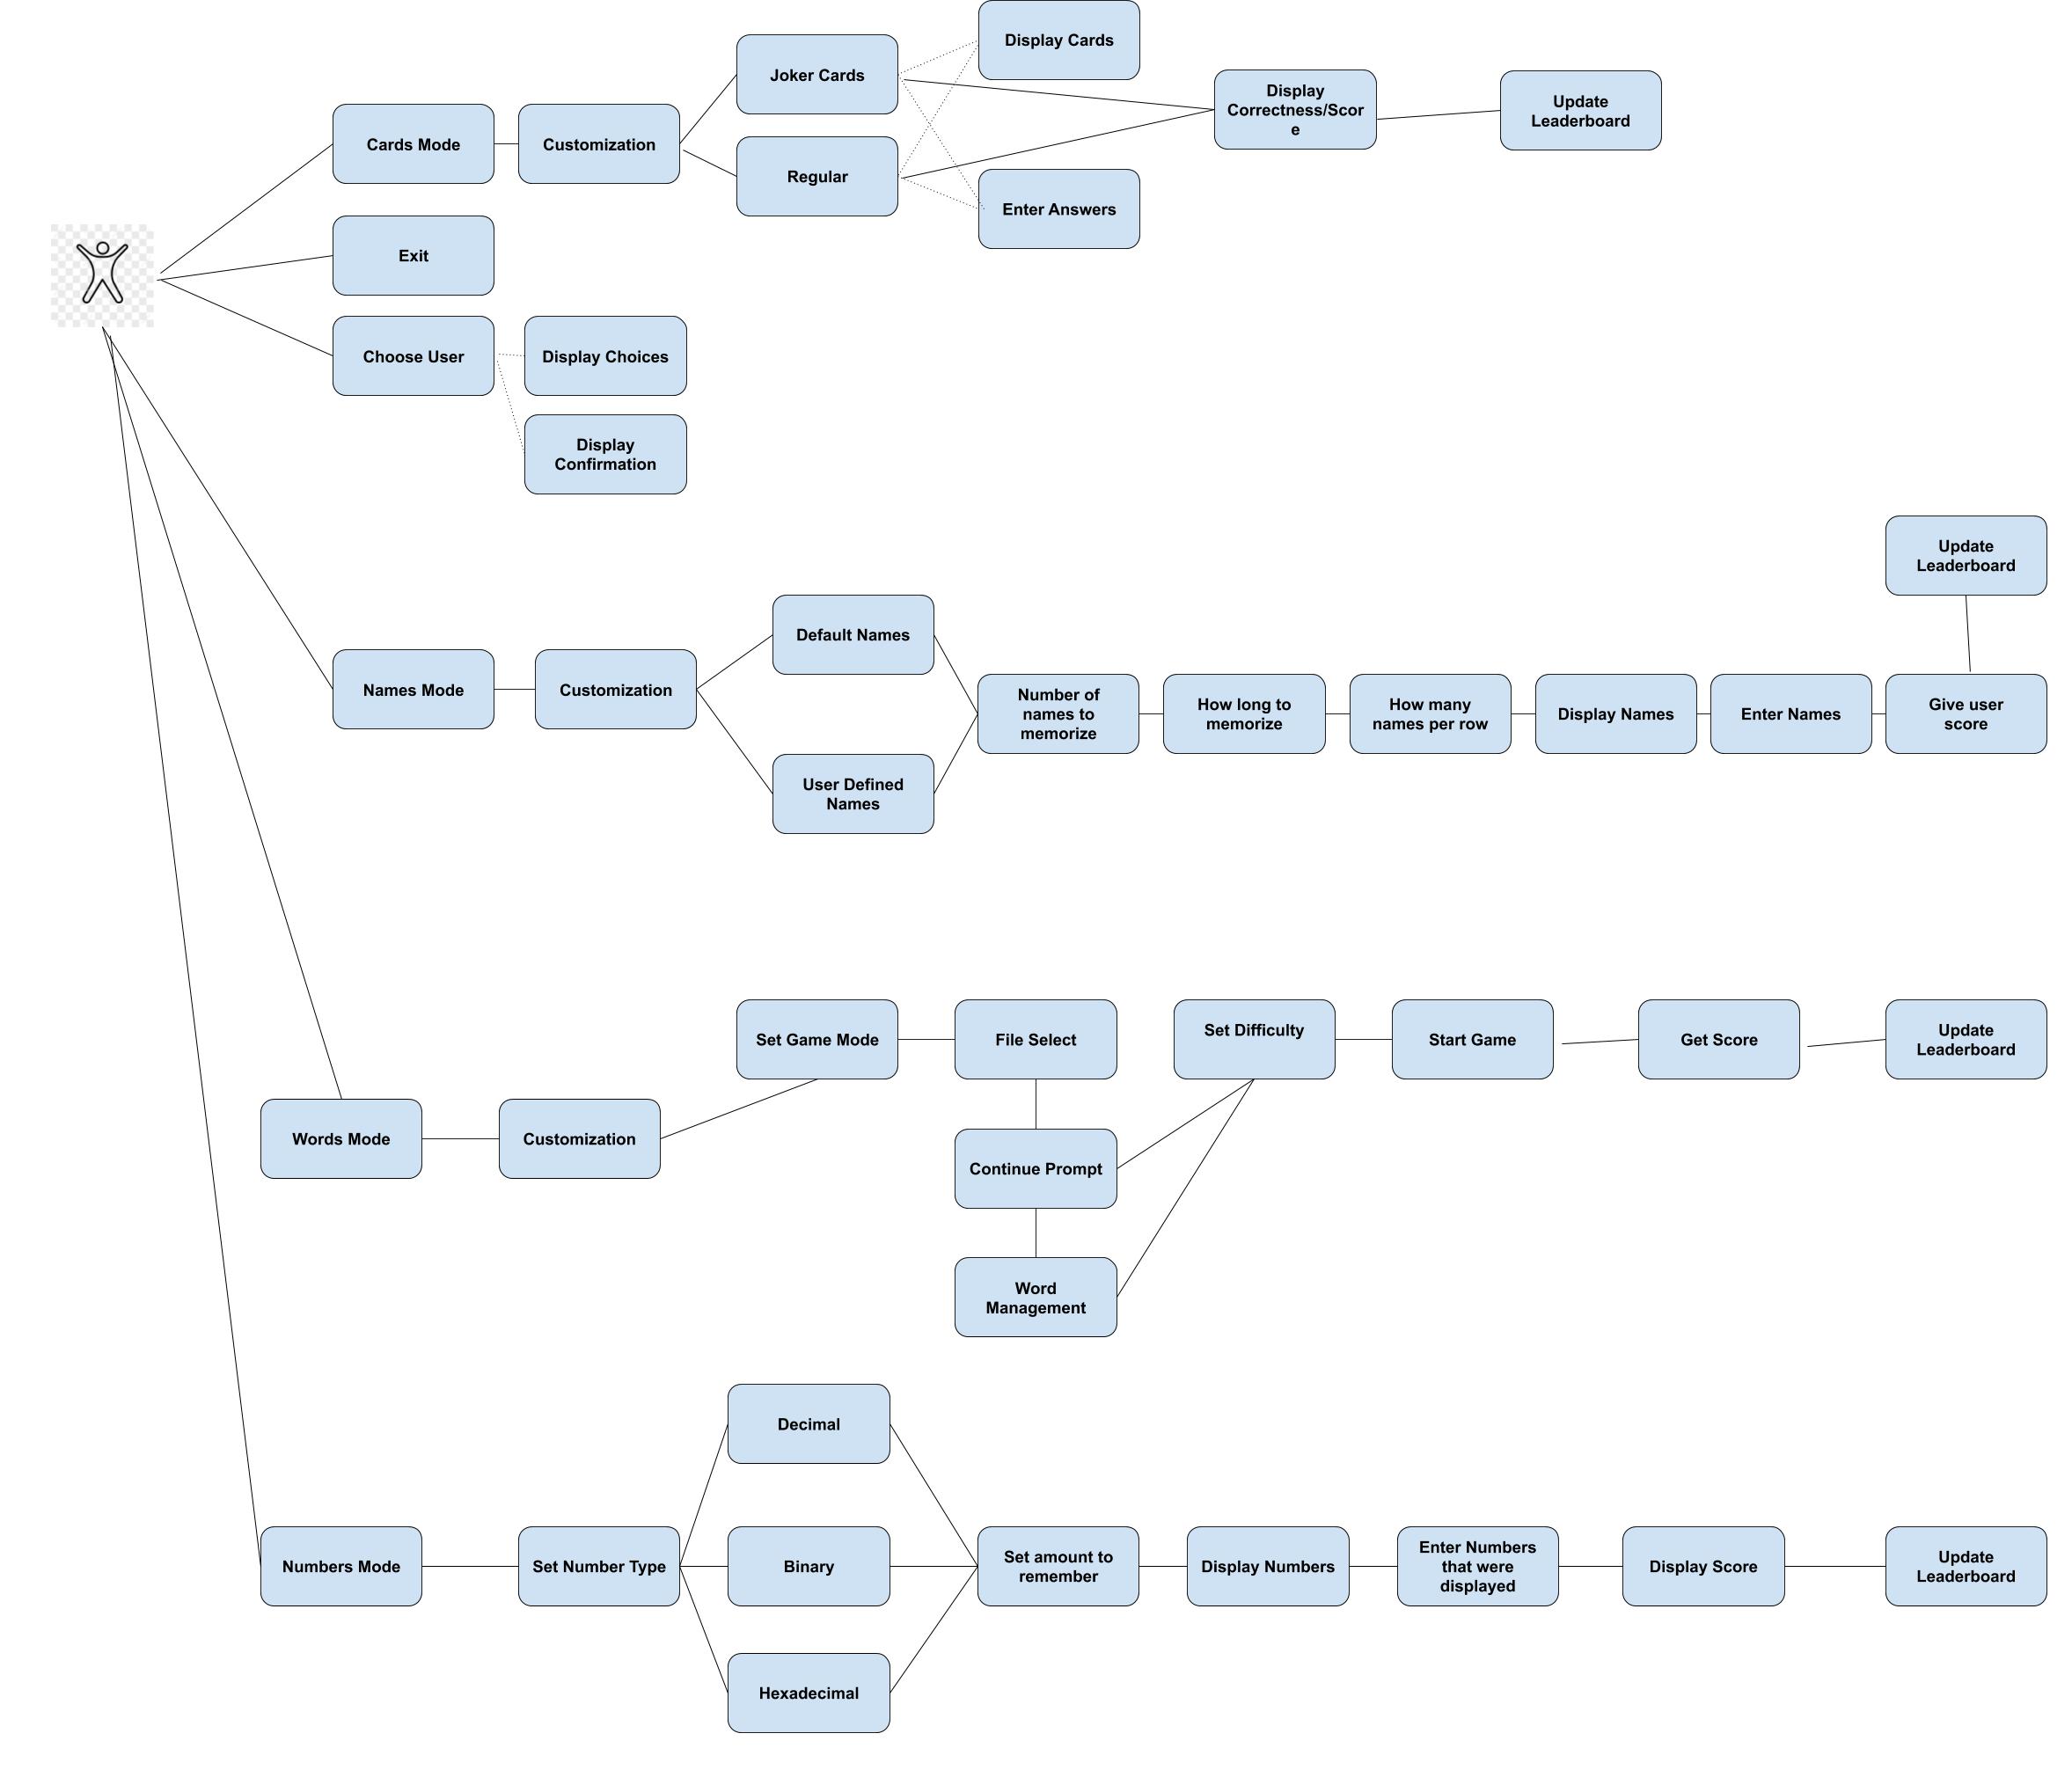 Display Cards
Joker Cards
Display
Correctness/Scor
e
Update
Leaderboard
Cards Mode
Customization
Regular
Enter Answers
Exit
Choose User
Display Choices
Display
Confirmation
Update
Leaderboard
Default Names
Names Mode
Customization
Number of
names to
memorize
How long to
memorize
How many
names per row
Display Names
Enter Names
Give user
score
User Defined
Names
Set Game Mode
File Select
Set Difficulty
Start Game
Get Score
Update
Leaderboard
Words Mode
Customization
Continue Prompt
Word
Management
Decimal
Numbers Mode
Set Number Type
Binary
Set amount to
remember
Display Numbers
Enter Numbers
that were
displayed
Display Score
Update
Leaderboard
Hexadecimal